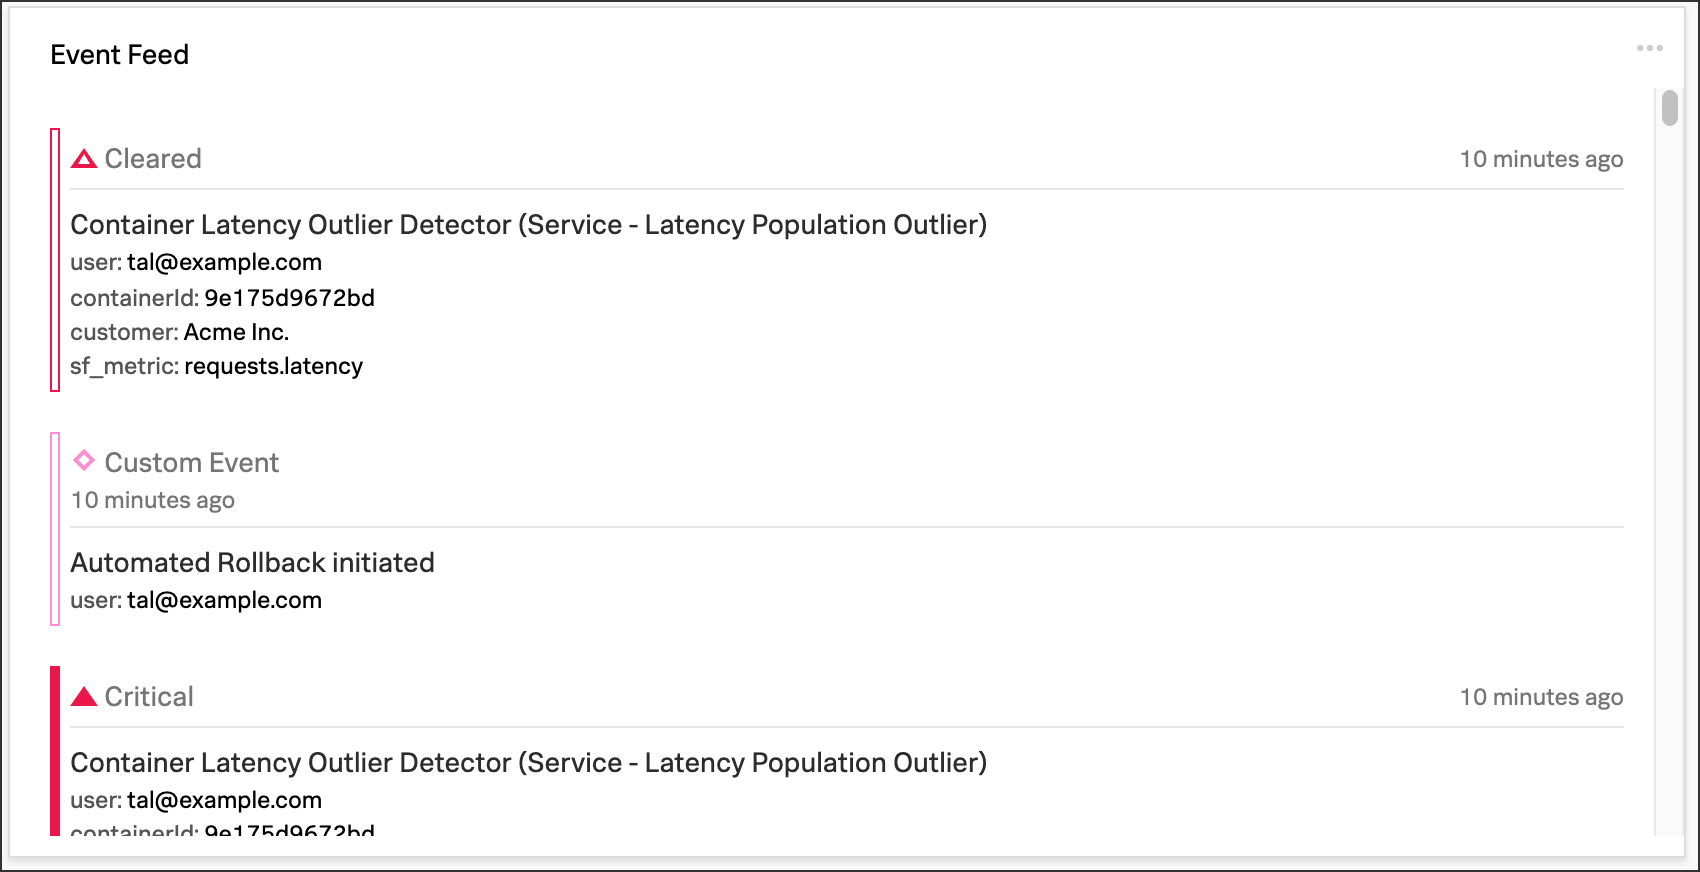 Event Feed
Cleared
10 minutes ago
Container Latency Outlier Detector (Service - Latency Population Outlier)
user: tal@example.com
containerId: 9e175d9672bd
customer: Acme Inc.
sf_metric: requests.latency
Custom Event
10 minutes ago
Automated Rollback initiated
user: tal@example.com
Critical
10 minutes ago
Container Latency Outlier Detector (Service - Latency Population Outlier)
user: tal@example.com
containerId: 9e175d9672bd